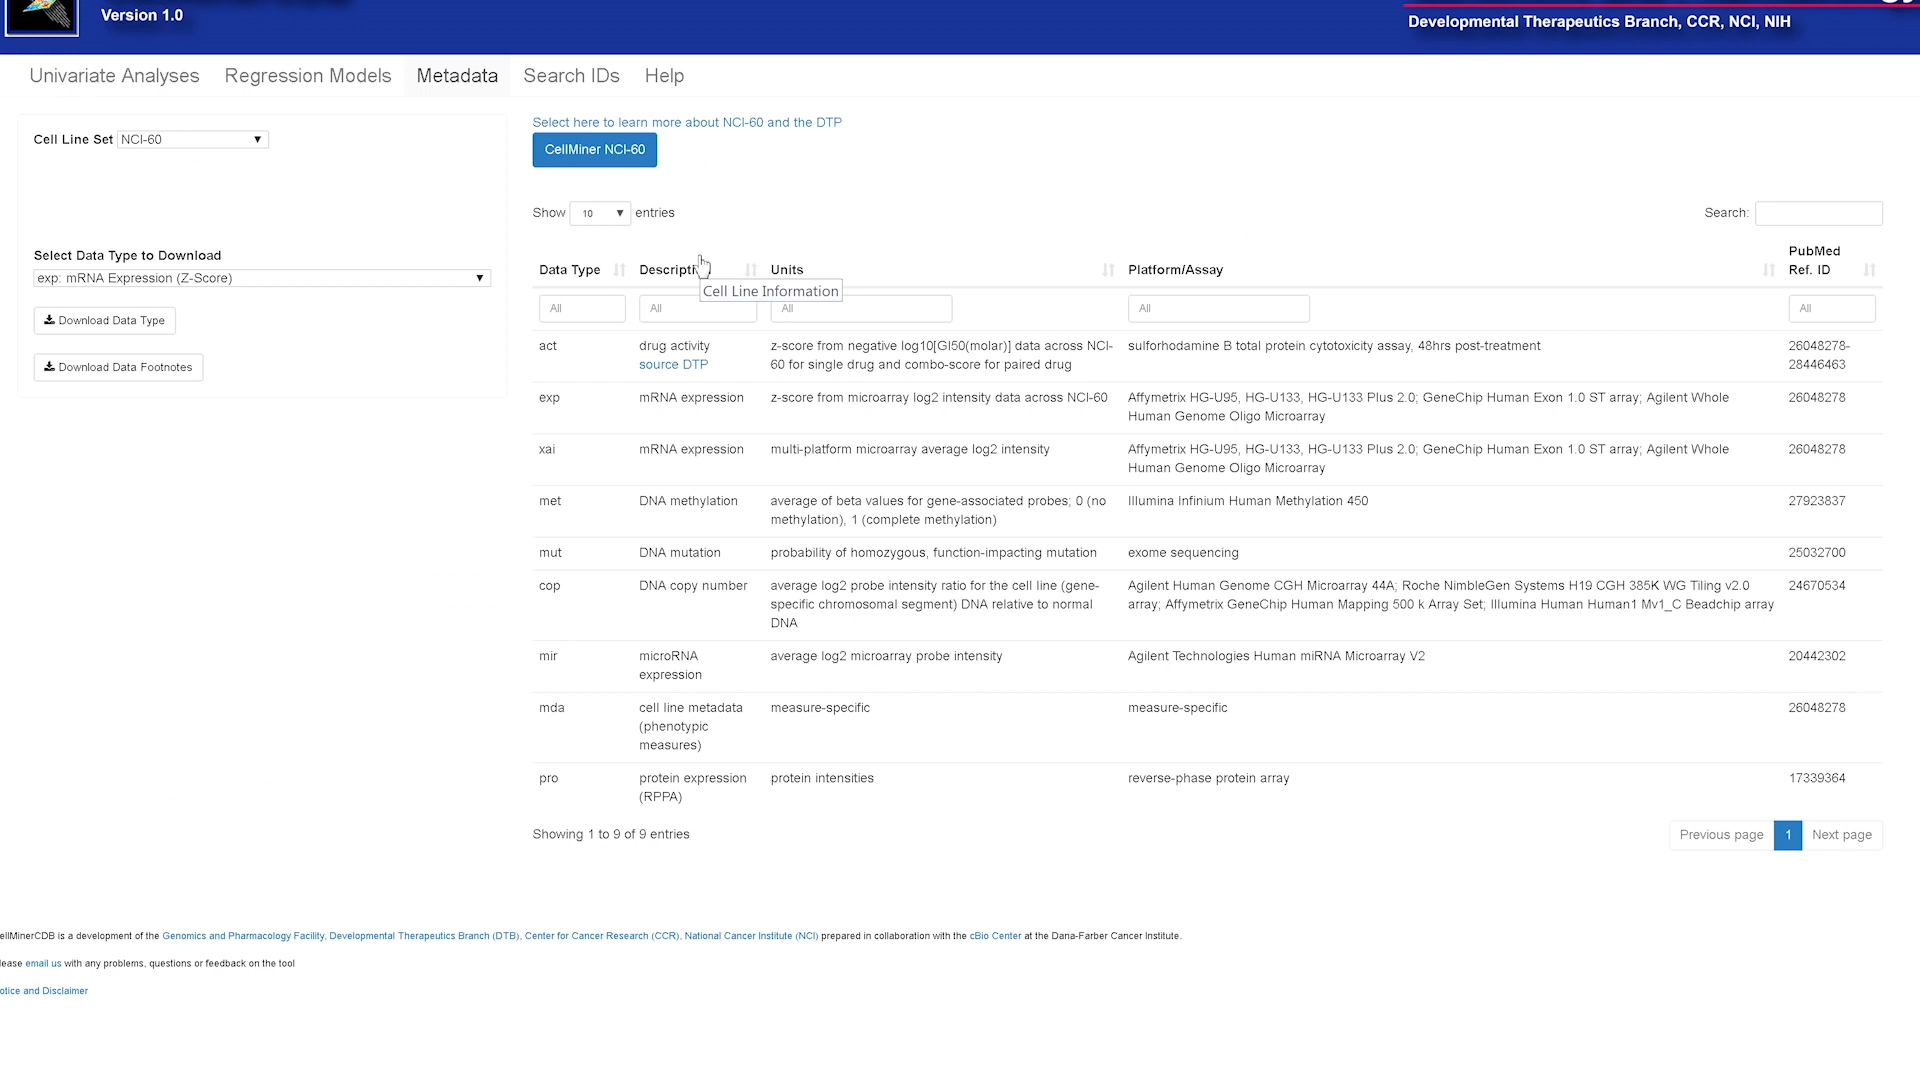 Version 1.0
Developmental Therapeutics Branch, CCR, NCI, NIH
Univariate Analyses Regression Models Metadata Search IDs Help
Cell Line Set NCI-60
Select Data Type to Download
exp: mRNA Expression (Z-Score)
Download Data Type
Download Data Footnotes
Select here to learn more about NCI-60 and the DTP
CellMiner NCI-60
Show 10 entries
Search:
Data Type Descripti Units Platform/Assay PubMed
Ref. ID
Cell Line Information
All All All All All
act drug activity z-score from negative log10[GI50(molar)] data across NCI- sulforhodamine B total protein cytotoxicity assay, 48hrs post-treatment 26048278-
source DTP 60 for single drug and combo-score for paired drug 28446463
exp mRNA expression z-score from microarray log2 intensity data across NCI-60 Affymetrix HG-U95, HG-U133, HG-U133 Plus 2.0; GeneChip Human Exon 1.0 ST array; Agilent Whole 26048278
Human Genome Oligo Microarray
xai mRNA expression multi-platform microarray average log2 intensity Affymetrix HG-U95, HG-U133, HG-U133 Plus 2.0; GeneChip Human Exon 1.0 ST array; Agilent Whole 26048278
Human Genome Oligo Microarray
met DNA methylation average of beta values for gene-associated probes; 0 (no Illumina Infinium Human Methylation 450 27923837
methylation), 1 (complete methylation)
mut DNA mutation probability of homozygous, function-impacting mutation exome sequencing 25032700
cop DNA copy number average log2 probe intensity ratio for the cell line (gene- Agilent Human Genome CGH Microarray 44A; Roche NimbleGen Systems H19 CGH 385K WG Tiling v2.0 24670534
specific chromosomal segment) DNA relative to normal array; Affymetrix GeneChip Human Mapping 500 k Array Set; Illumina Human Human1 Mv1_C Beadchip array
DNA
mir microRNA average log2 microarray probe intensity Agilent Technologies Human miRNA Microarray V2 20442302
expression
mda cell line metadata measure-specific measure-specific 26048278
(phenotypic
measures)
pro protein expression protein intensities reverse-phase protein array 17339364
(RPPA)
Showing 1 to 9 of 9 entries
Previous page 1 Next page
ellMinerCDB is a development of the Genomics and Pharmacology Facility, Developmental Therapeutics Branch (DTB), Center for Cancer Research (CCR), National Cancer Institute (NCI) prepared in collaboration with the cBio Center at the Dana-Farber Cancer Institute.
lease email us with any problems, questions or feedback on the tool
otice and Disclaimer